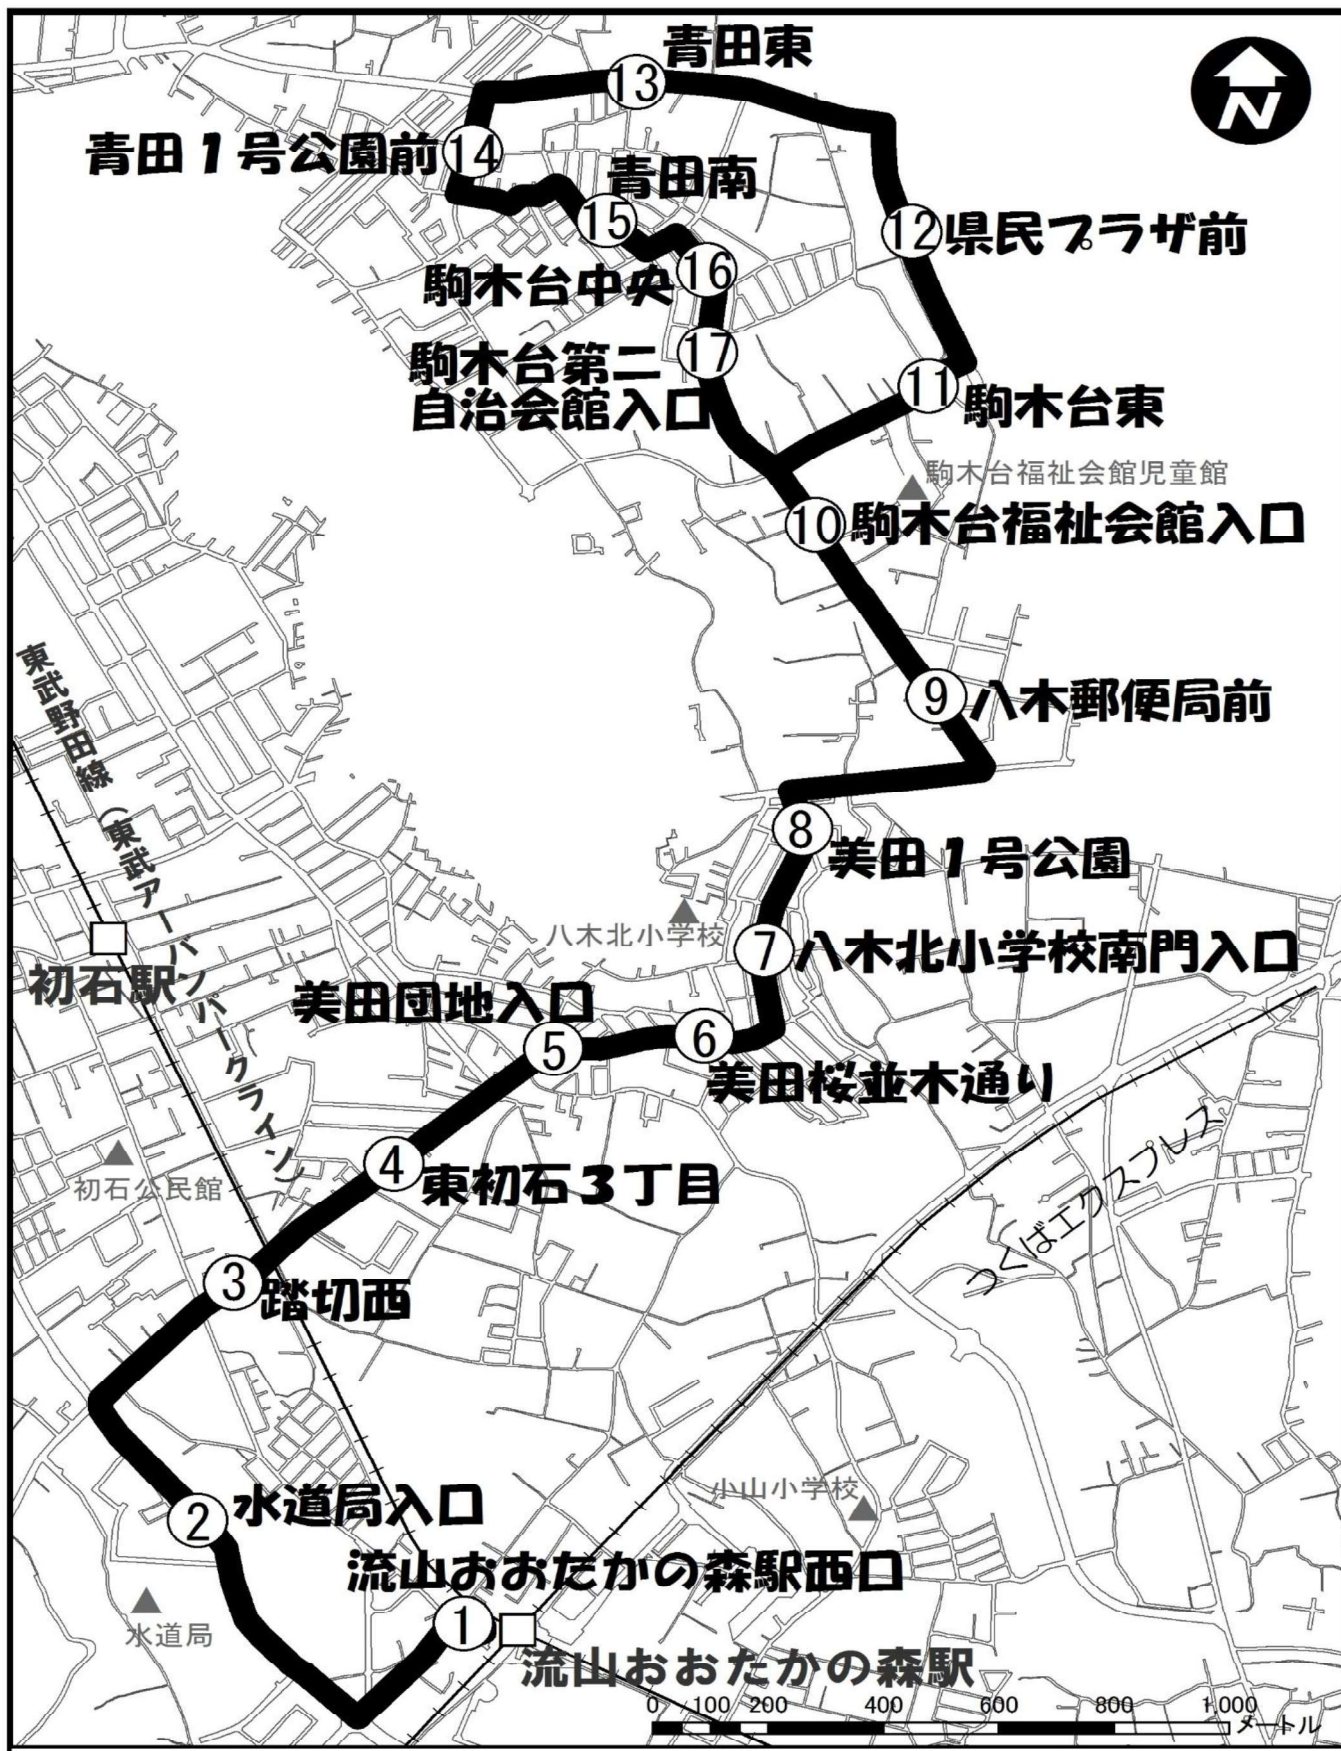 青田東
13
N
青田1号公園前
14
青田南
15
12
県民プラザ前
16
駒木台中央
17
駒木台第二
自治会館入口
11
駒木台東
駒木台福祉会館児童館
10
駒木台福祉会館入口
東武野田線(東武アーバンパークライン)
9
八木郵便局前
8
美田1号公園
八木北小学校
7
八木北小学校南門入口
初石駅
美田団地入口
5
6
美田桜並木通り
4
東初石3丁目
初石公民館
つくばエクスプレス
3
踏切西
小山小学校
2
水道局入口
流山おおたかの森駅西口
1
水道局
流山おおたかの森駅
0 100 200 400 600 800 1,000
メートル